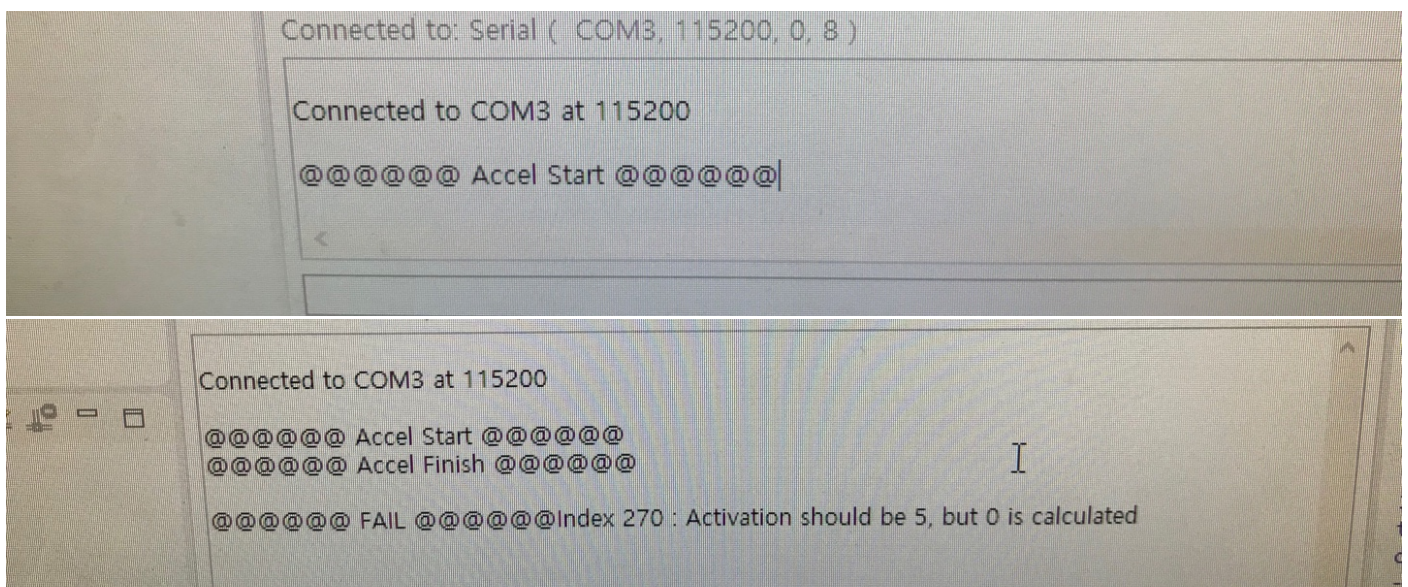 Connected to: Serial ( COM3, 115200, 0, 8 )
Connected to COM3 at 115200
@@@@@@ Accel Start @@@@@@
Connected to COM3 at 115200
@@@@@@ Accel Start @@@@@@
@@@@@@ Accel Finish @@@@@@
@@@@@@ FAIL @@@@@@Index 270 : Activation should be 5, but 0 is calculated